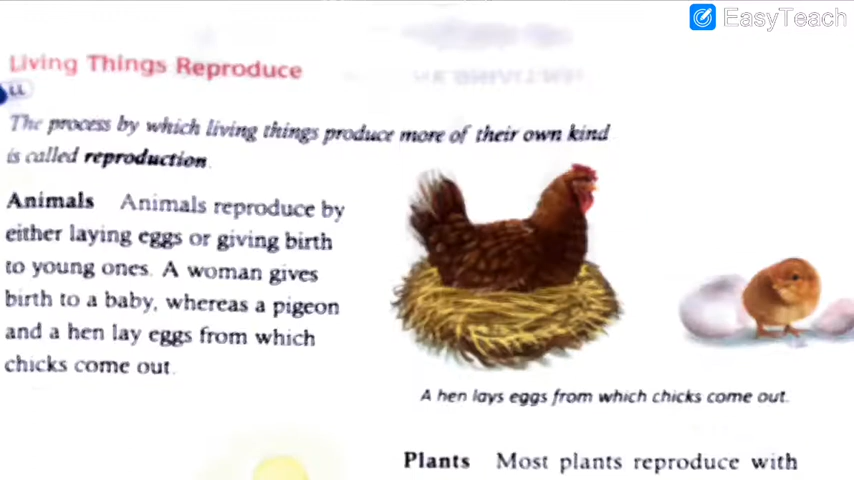 EasyTeach
Living Things Reproduce
The process by which living things produce more of their own kind
is called reproduction.
Animals Animals reproduce by
either laying eggs or giving birth
to young ones. A woman gives
birth to a baby, whereas a pigeon
and a hen lay eggs from which
chicks come out.
A hen lays eggs from which chicks come out.
Plants Most plants reproduce with